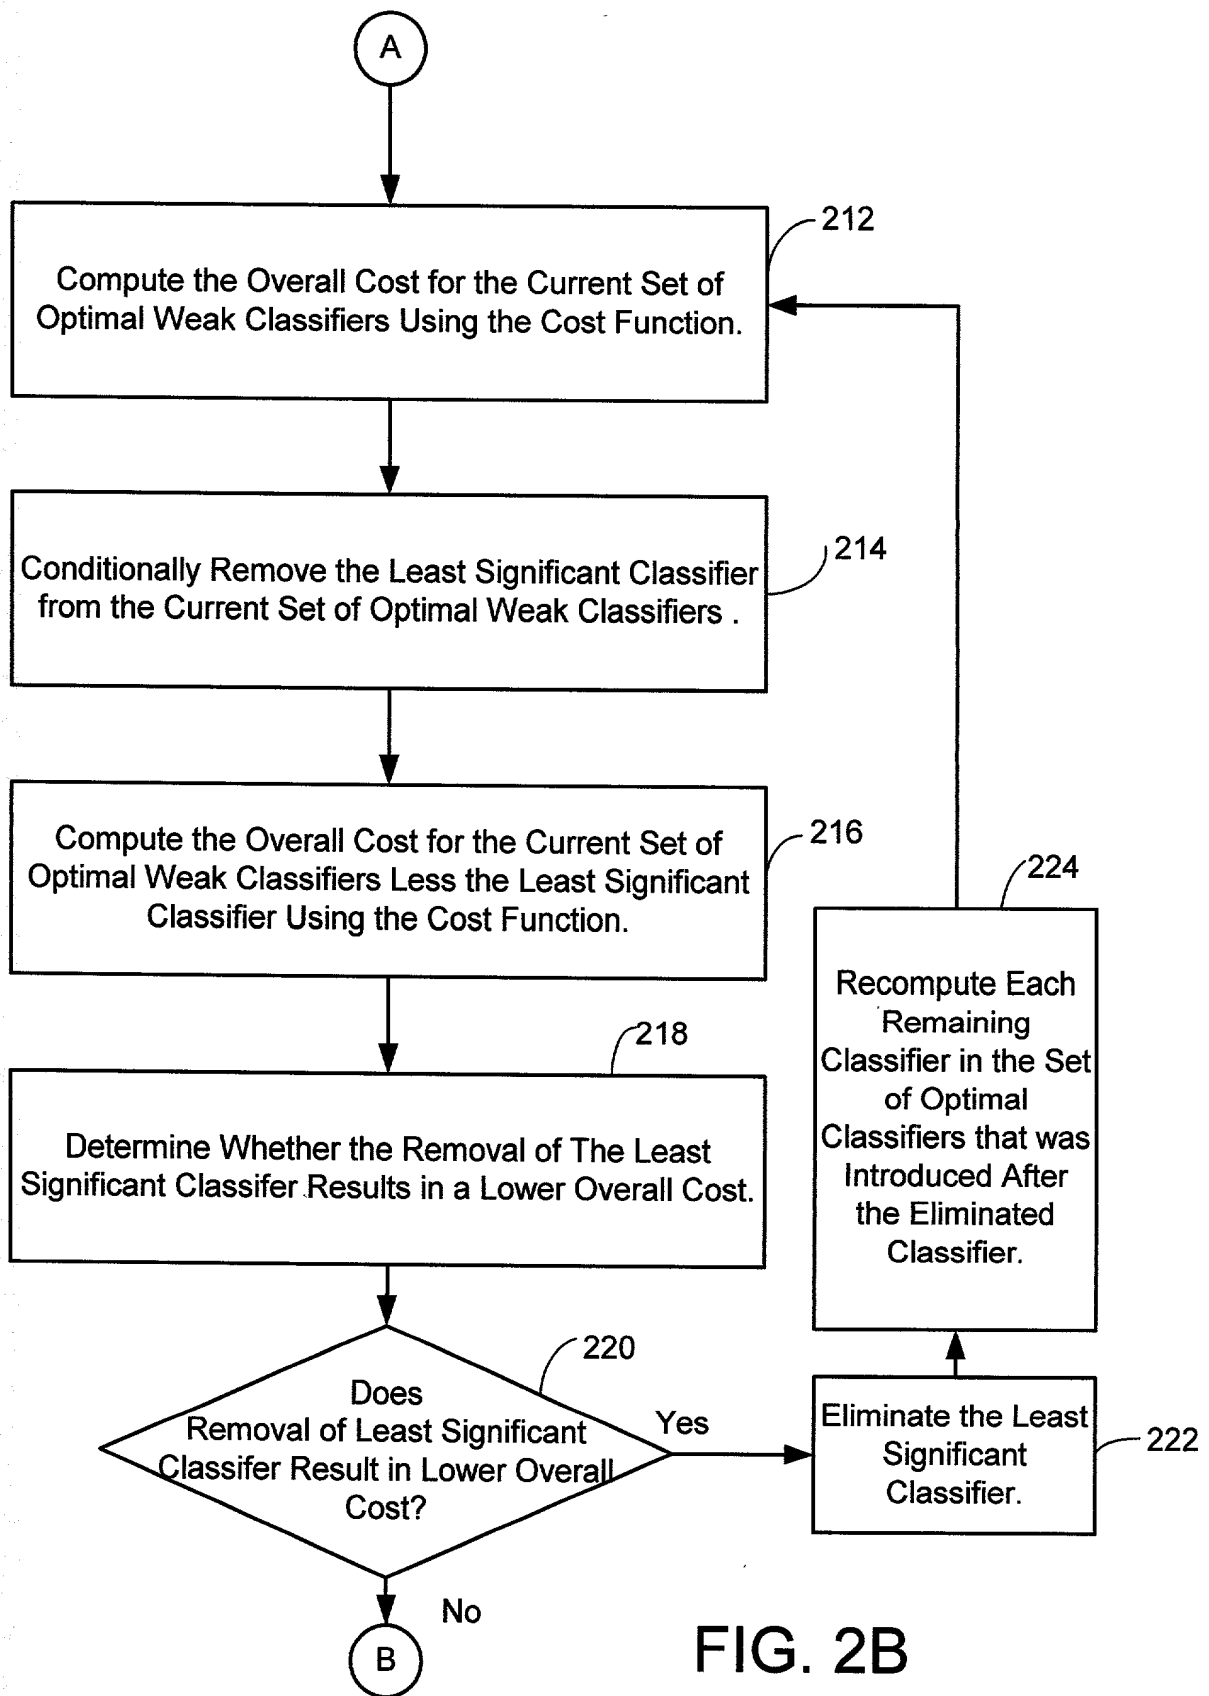 A
212
Compute the Overall Cost for the Current Set of
Optimal Weak Classifiers Using the Cost Function.
214
Conditionally Remove the Least Significant Classifier
from the Current Set of Optimal Weak Classifiers .
216
Compute the Overall Cost for the Current Set of
Optimal Weak Classifiers Less the Least Significant
Classifier Using the Cost Function.
218
Determine Whether the Removal of The Least
Significant Classifer Results in a Lower Overall Cost.
220
Does
Removal of Least Significant
Classifer Result in Lower Overall
Cost?
Yes
No
B
222
Eliminate the Least
Significant
Classifier.
224
Recompute Each
Remaining
Classifier in the Set
of Optimal
Classifiers that was
Introduced After
the Eliminated
Classifier.
FIG. 2B